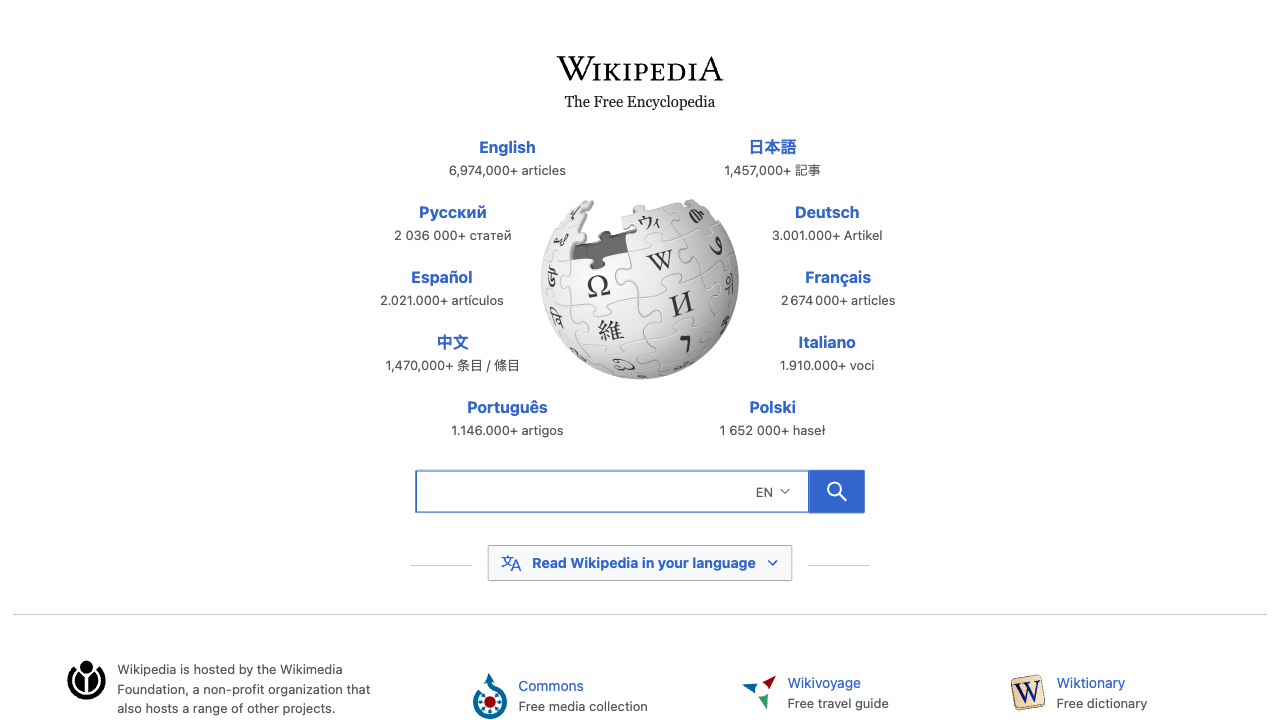 WIKIPEDIA
The Free Encyclopedia
English
6,974,000+ articles
日本語
1,457,000+ 記事
Русский
2 036 000+ статей
Deutsch
3.001.000+ Artikel
Español
2.021.000+ artículos
Français
2 674 000+ articles
中文
1,470,000+ 条目 / 條目
Italiano
1.910.000+ voci
Português
1.146.000+ artigos
Polski
1 652 000+ haseł
Ω
W
И
維
ウィ
EN
Read Wikipedia in your language
Wikipedia is hosted by the Wikimedia
Foundation, a non-profit organization that
also hosts a range of other projects.
Commons
Free media collection
Wikivoyage
Free travel guide
W
Wiktionary
Free dictionary